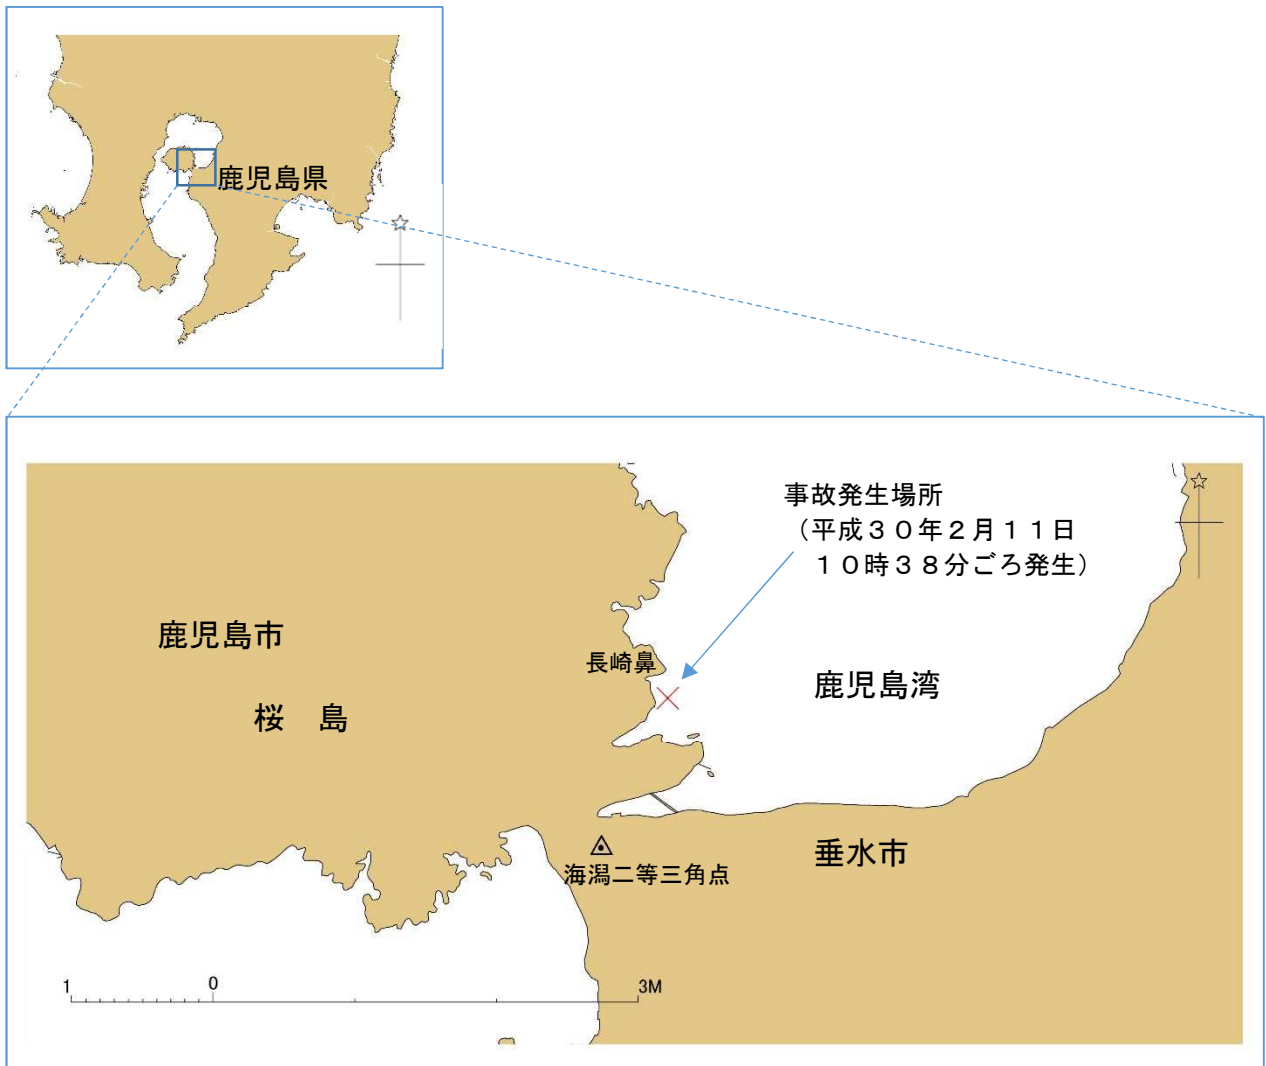 鹿児島県
事故発生場所
（平成３０年２月１１日
１０時３８分ごろ発生）
鹿児島市
長崎鼻
鹿児島湾
桜　島
垂水市
海潟二等三角点
1 0 3M